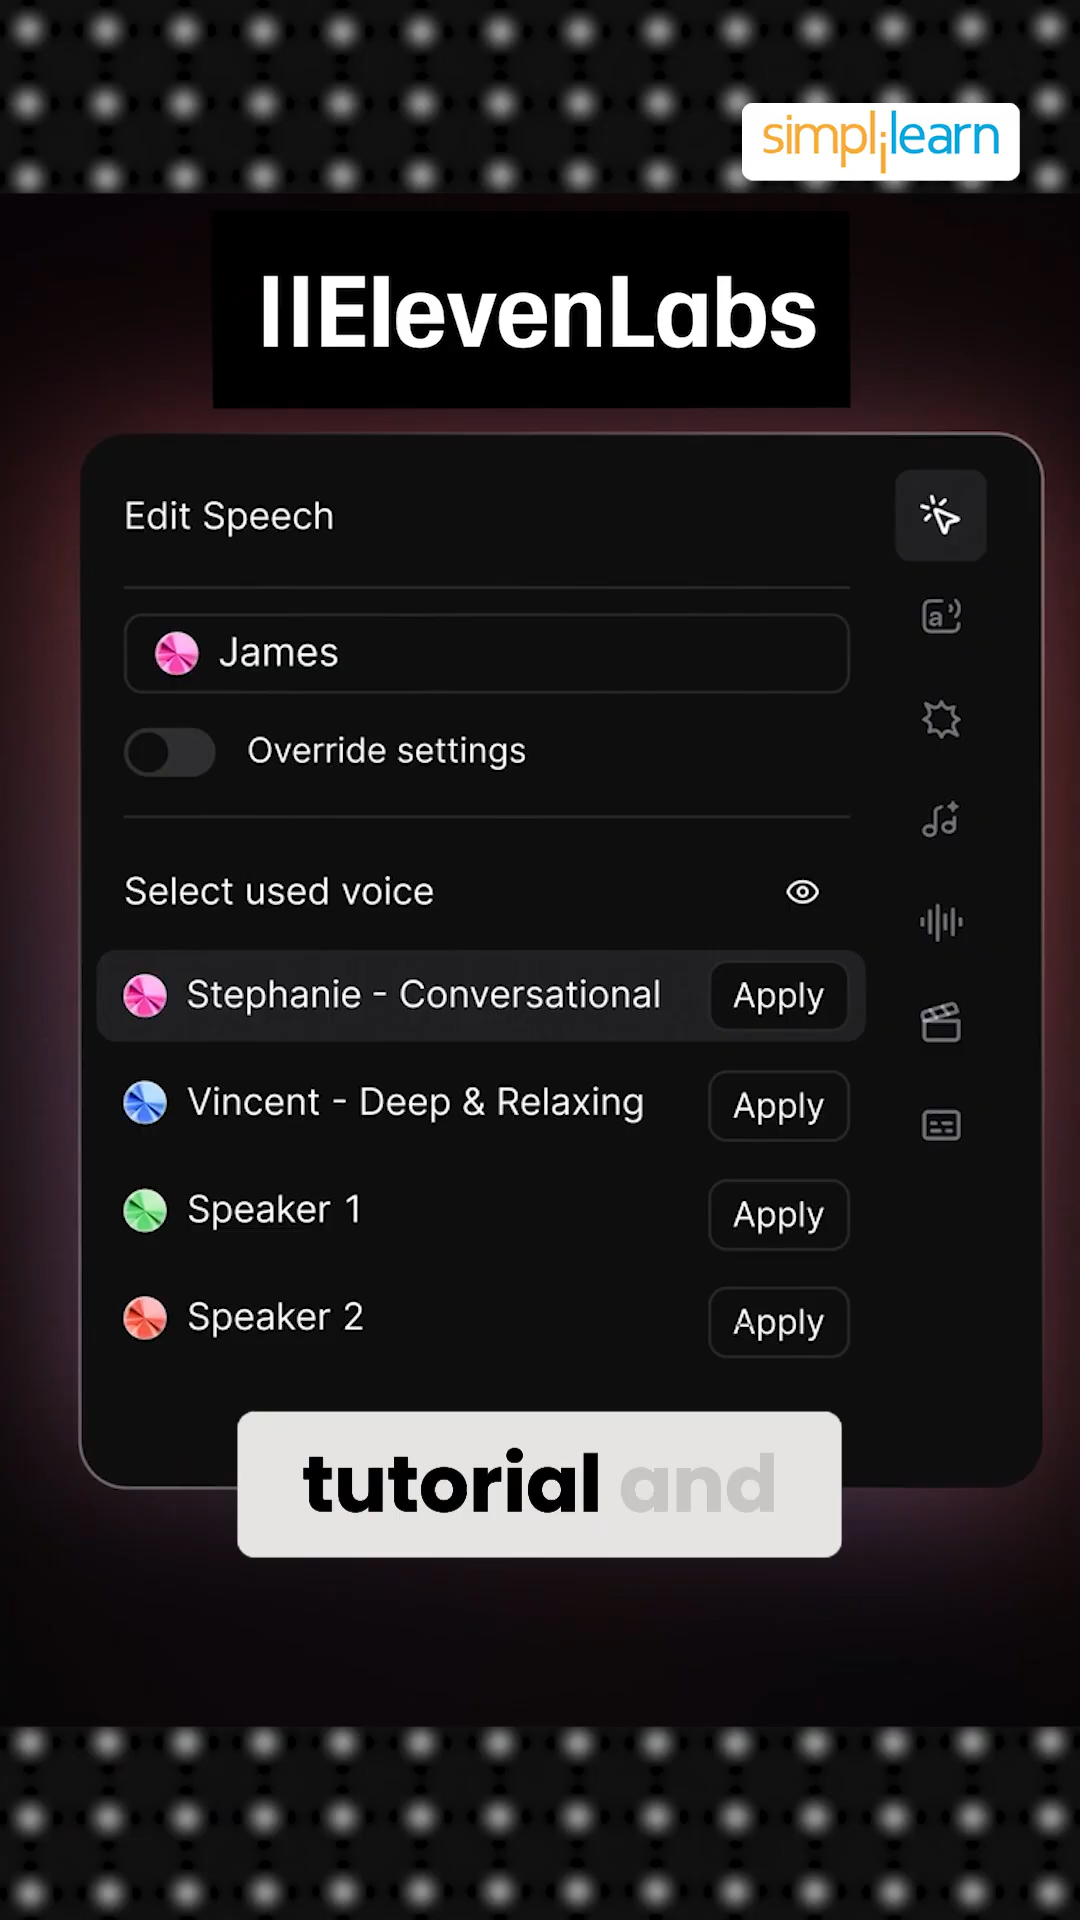 simplilearn
IIElevenLabs
Edit Speech
James
Override settings
Select used voice
Stephanie - Conversational Apply
Vincent - Deep & Relaxing Apply
Speaker 1 Apply
Speaker 2 Apply
tutorial and